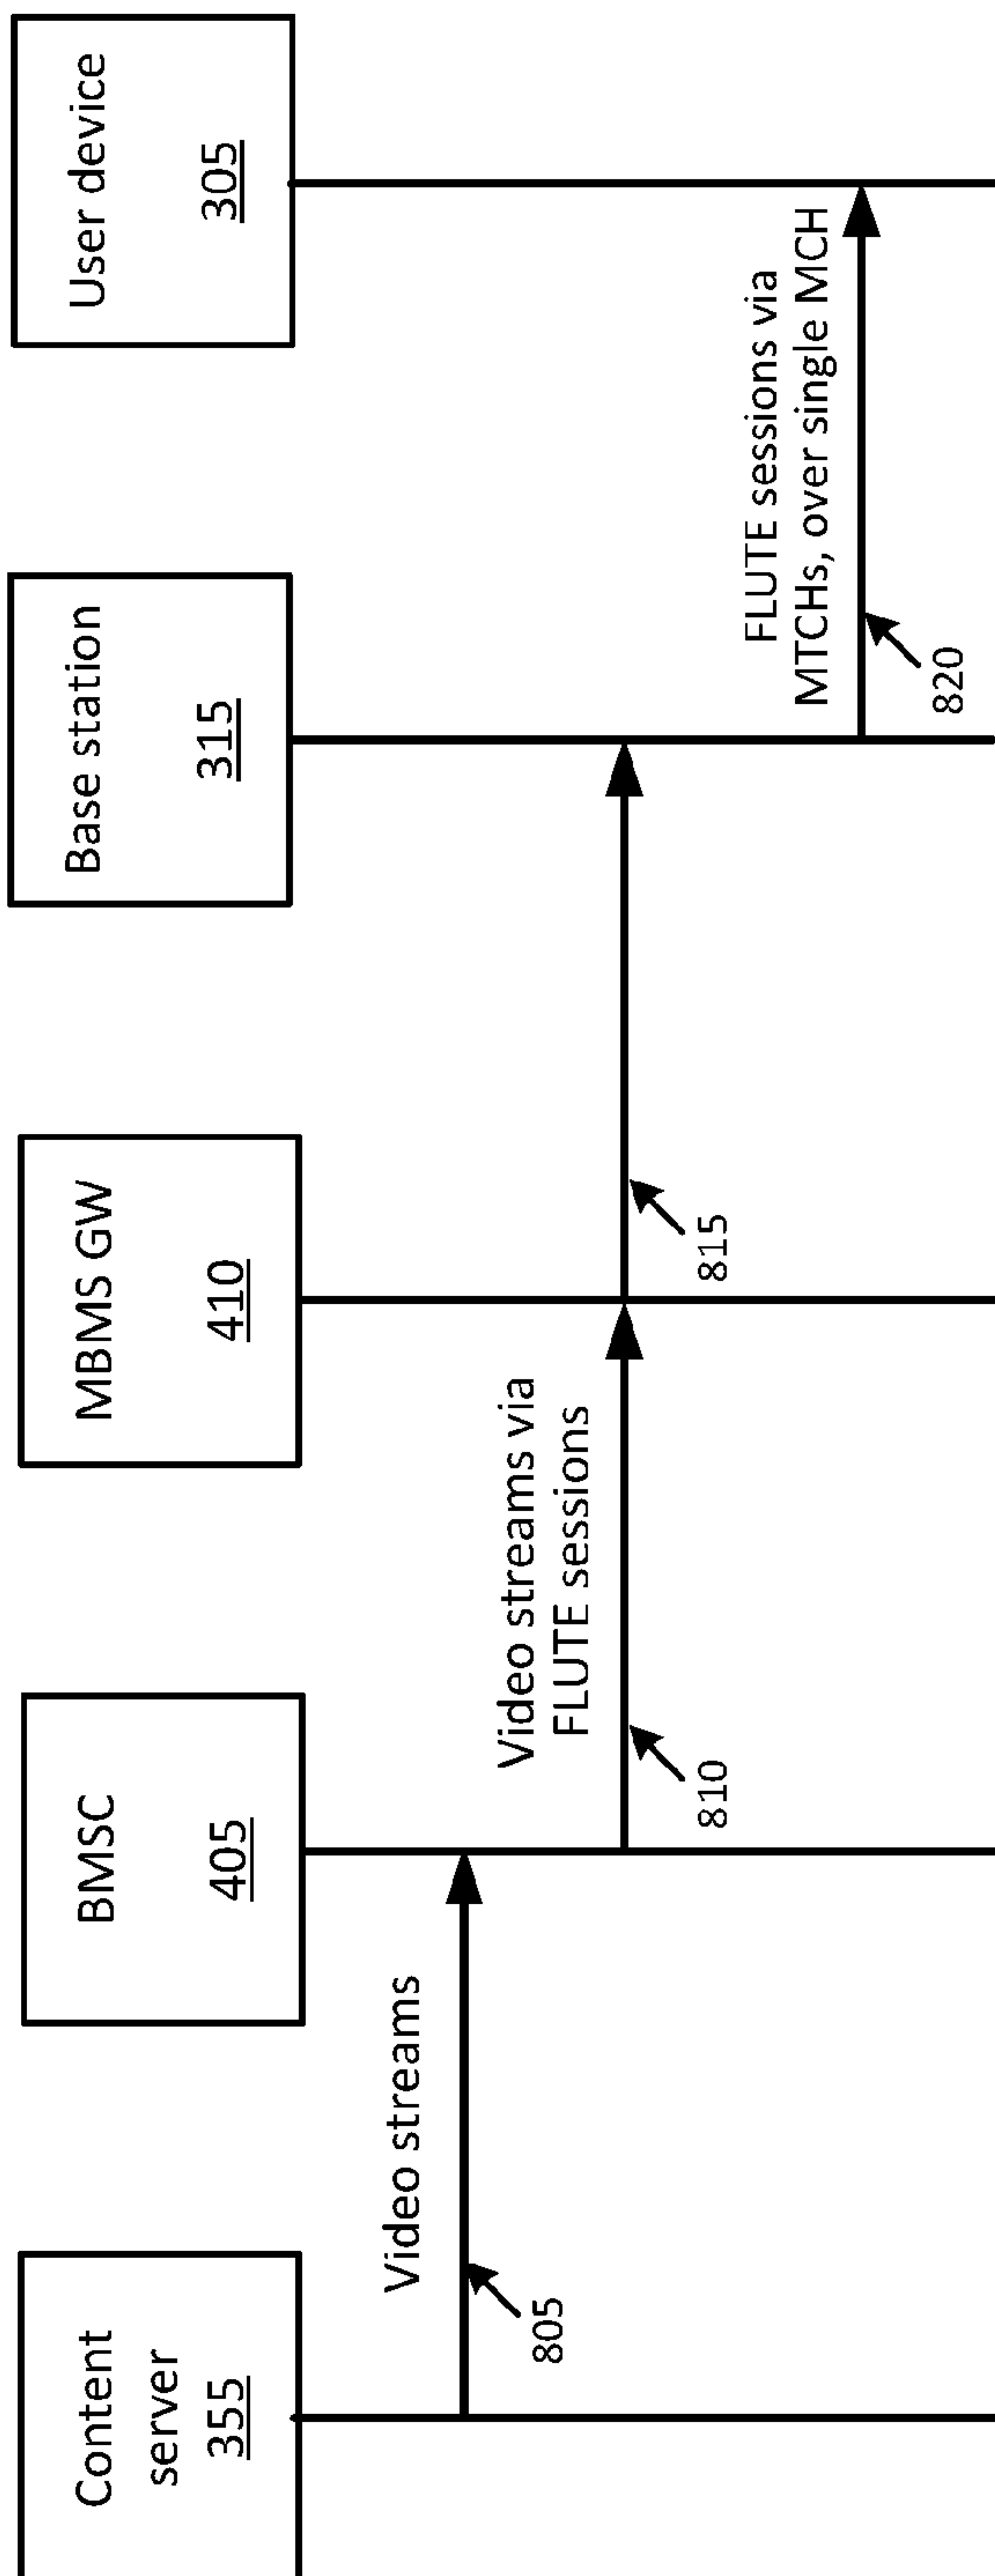 Content
server
355
BMSC
405
MBMS GW
410
Base station
315
User device
305
Video streams
805
Video streams via
FLUTE sessions
810
815
FLUTE sessions via
MTCHs, over single MCH
820